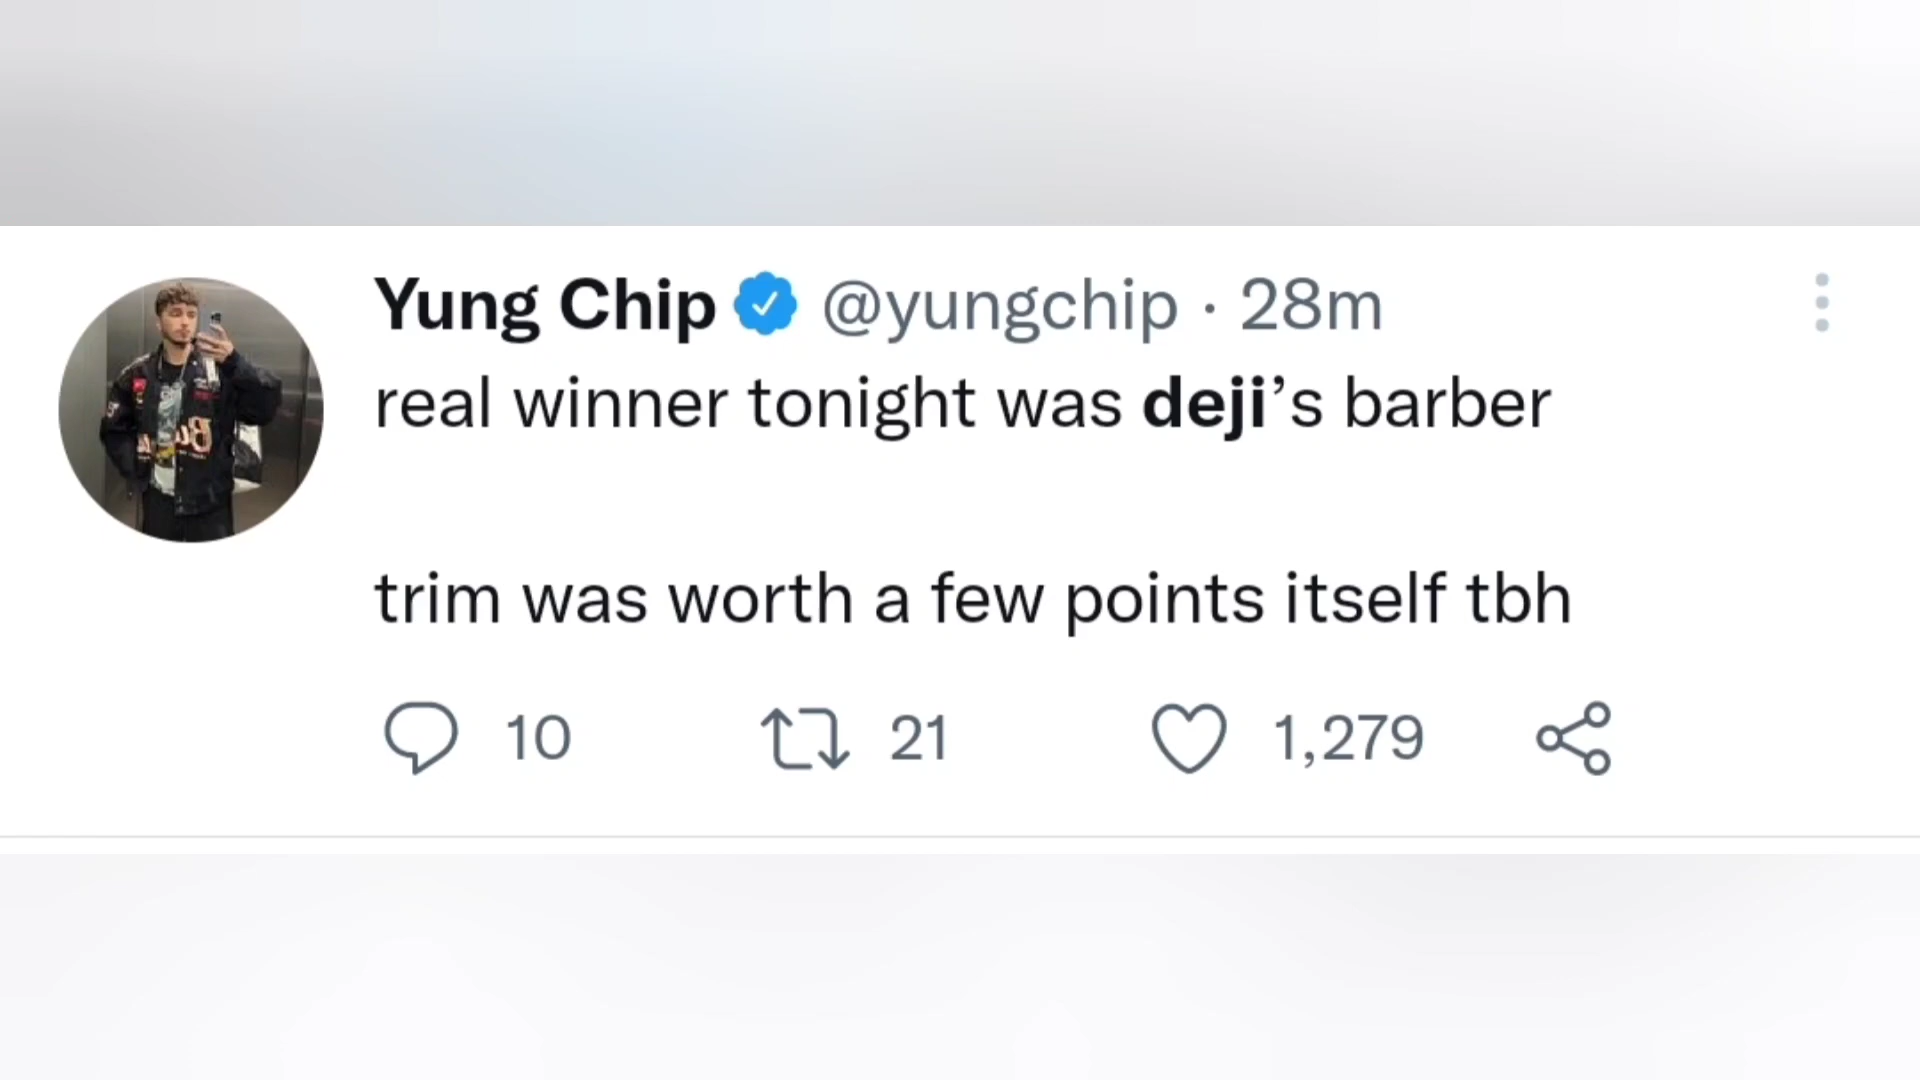 Yung Chip @yungchip · 28m
real winner tonight was deji’s barber
trim was worth a few points itself tbh
10 21 1,279